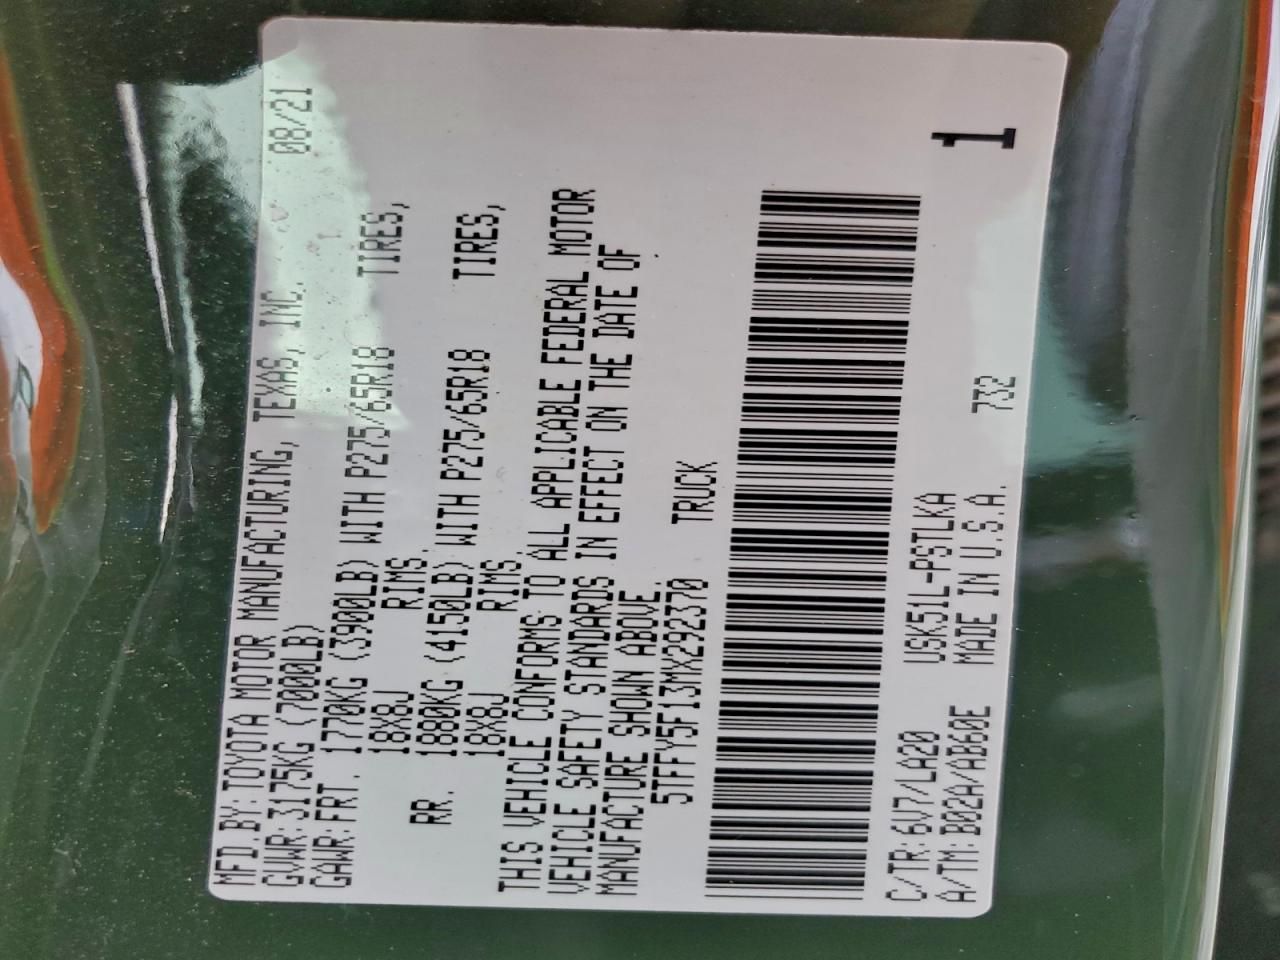 MFD.BY:TOYOTA MOTOR MANUFACTURING, TEXAS, INC. 08/21
GVWR:3175KG (7000LB)
GAWR:FRT. 1770KG (3900LB) WITH P275/65R18 TIRES,
18X8J RIMS,
RR. 1880KG (4150LB) WITH P275/65R18 TIRES,
18X8J RIMS,
THIS VEHICLE CONFORMS TO ALL APPLICABLE FEDERAL MOTOR
VEHICLE SAFETY STANDARDS IN EFFECT ON THE DATE OF
MANUFACTURE SHOWN ABOVE.
5TFFY5F13MX292370 TRUCK
1
C/TR:6V7/LA20 USK51L-PSTLKA 732
A/TM:B02A/AB60E MADE IN U.S.A.